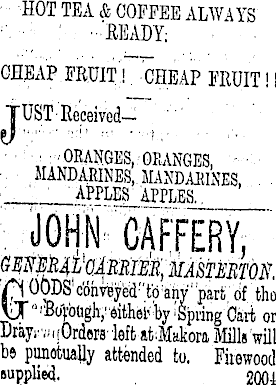 HOT TEA & COFFEE ALWAYS
READY.
CHEAP FRUIT! CHEAP FRUIT!!
JUST Received—
ORANGES, ORANGES,
MANDARINES, MANDARINES,
APPLES APPLES.
JOHN CAFFERY,
GENERAL CARRIER, MASTERTON.
GOODS conveyed to any part of the
Borough, either by Spring Cart or
Dray. Orders left at Makora Mills will
be punctually attended to. Firewood
supplied. 2004